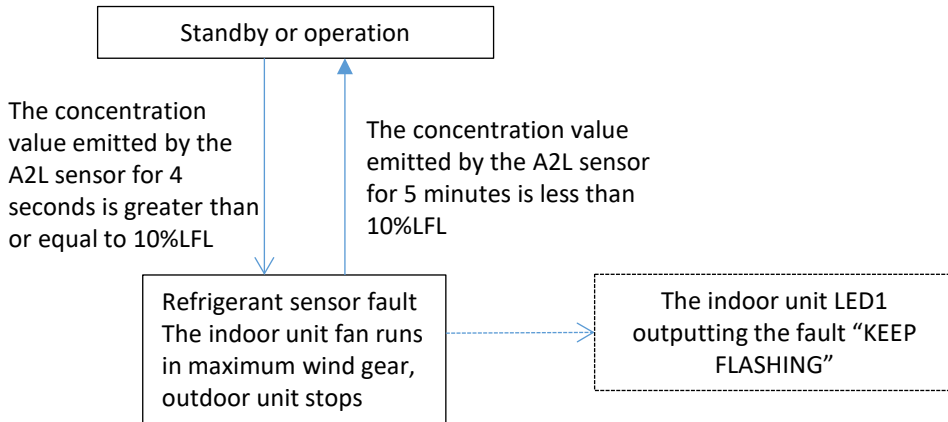 Standby or operation
The concentration
value emitted by the
A2L sensor for 4
seconds is greater than
or equal to 10%LFL
The concentration value
emitted by the A2L sensor
for 5 minutes is less than
10%LFL
Refrigerant sensor fault
The indoor unit fan runs
in maximum wind gear,
outdoor unit stops
The indoor unit LED1
outputting the fault “KEEP
FLASHING”